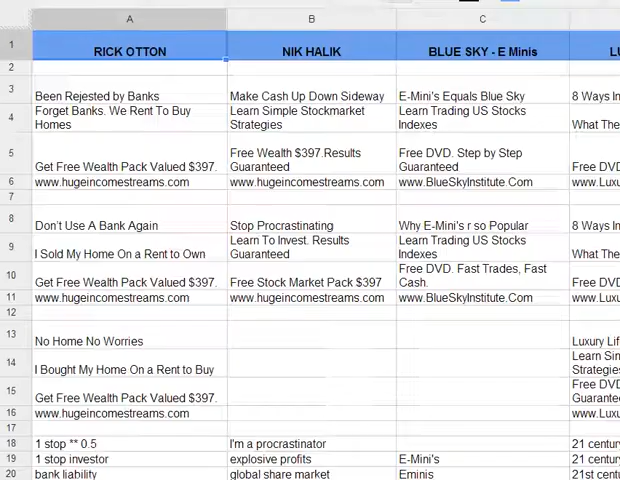 A B C
1 RICK OTTON NIK HALIK BLUE SKY - E Minis LU
2
3 Been Rejested by Banks Make Cash Up Down Sideway E-Mini's Equals Blue Sky 8 Ways In
4 Forget Banks. We Rent To Buy Homes Learn Simple Stockmarket Strategies Learn Trading US Stocks Indexes What The
5 Get Free Wealth Pack Valued $397. Free Wealth $397.Results Guaranteed Free DVD. Step by Step Guaranteed Free DVD
6 www.hugeincomestreams.com www.hugeincomestreams.com www.BlueSkyInstitute.Com www.Luxu
7
8 Don't Use A Bank Again Stop Procrastinating Why E-Mini's r so Popular 8 Ways In
9 I Sold My Home On a Rent to Own Learn To Invest. Results Guaranteed Learn Trading US Stocks Indexes What The
10 Get Free Wealth Pack Valued $397. Free Stock Market Pack $397 Free DVD. Fast Trades, Fast Cash. Free DVD
11 www.hugeincomestreams.com www.hugeincomestreams.com www.BlueSkyInstitute.Com www.Luxu
12
13 No Home No Worries Luxury Lif
14 I Bought My Home On a Rent to Buy Learn Sim Strategies
15 Get Free Wealth Pack Valued $397. Free DVD Guarantee
16 www.hugeincomestreams.com www.Luxu
17
18 1 stop ** 0.5 I'm a procrastinator 21 century
19 1 stop investor explosive profits E-Mini's 21 century
20 bank liability global share market Eminis 21st centu